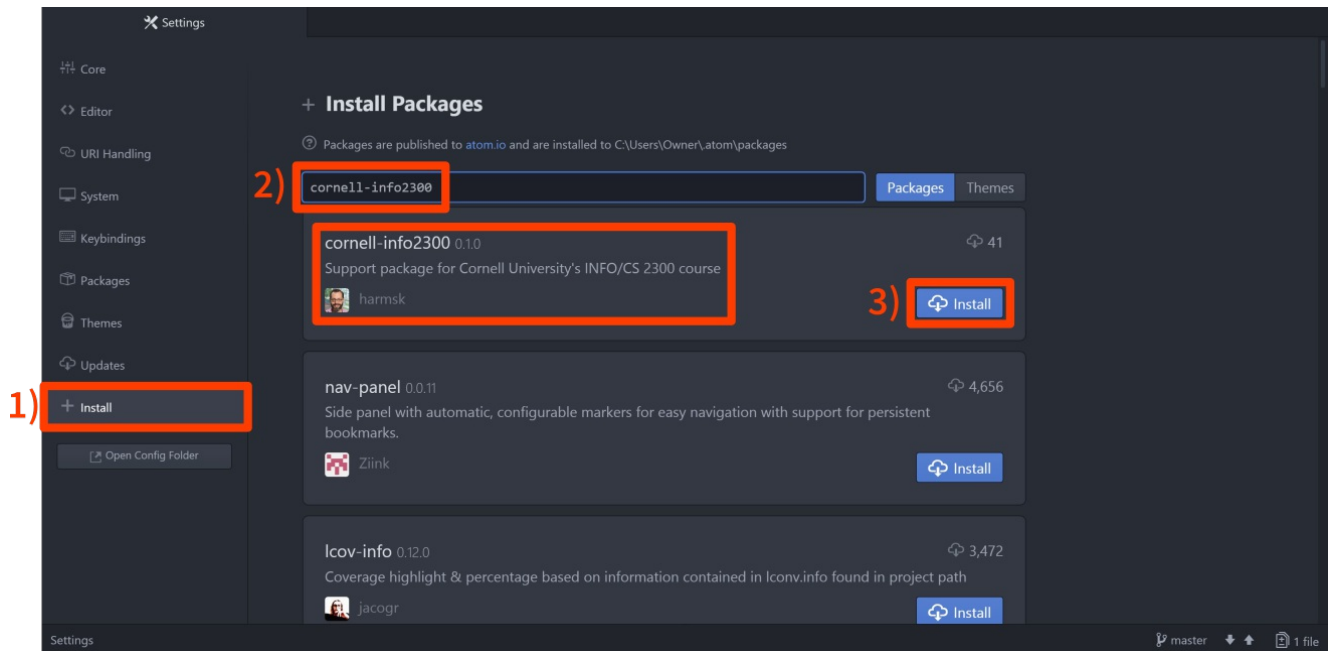 Settings
Core
Editor
URI Handling
System
Keybindings
Packages
Themes
Updates
1)
+ Install
Open Config Folder
+ Install Packages
Packages are published to atom.io and are installed to C:\Users\Owner\.atom\packages
2)
cornell-info2300
Packages Themes
cornell-info2300 0.1.0
41
Support package for Cornell University's INFO/CS 2300 course
harmsk
3)
Install
nav-panel 0.0.11
4,656
Side panel with automatic, configurable markers for easy navigation with support for persistent
bookmarks.
Ziink
Install
lcov-info 0.12.0
3,472
Coverage highlight & percentage based on information contained in lconv.info found in project path
jacogr
Install
Settings
master
1 file